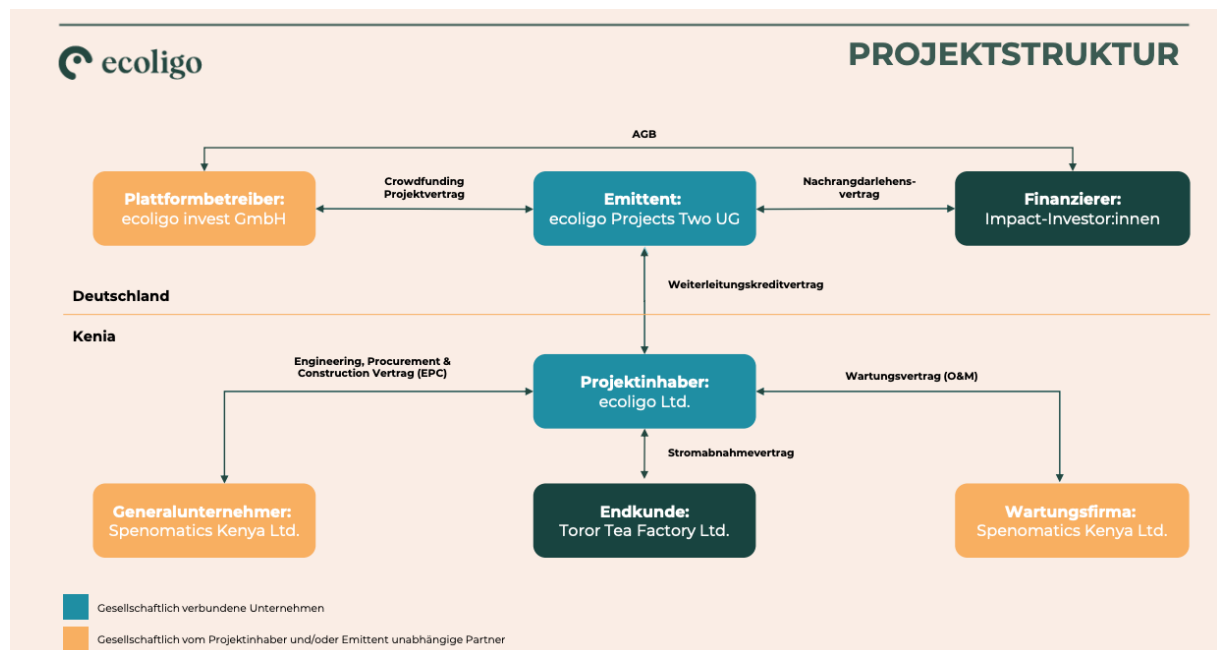 ecoligo
PROJEKTSTRUKTUR
AGB
Plattformbetreiber:
ecoligo invest GmbH
Crowdfunding
Projektvertrag
Emittent:
ecoligo Projects Two UG
Nachrangdarlehens-
vertrag
Finanzierer:
Impact-Investor:innen
Weiterleitungskreditvertrag
Deutschland
Kenia
Engineering, Procurement &
Construction Vertrag (EPC)
Projektinhaber:
ecoligo Ltd.
Wartungsvertrag (O&M)
Stromabnahmevertrag
Generalunternehmer:
Spenomatics Kenya Ltd.
Endkunde:
Toror Tea Factory Ltd.
Wartungsfirma:
Spenomatics Kenya Ltd.
Gesellschaftlich verbundene Unternehmen
Gesellschaftlich vom Projektinhaber und/oder Emittent unabhängige Partner